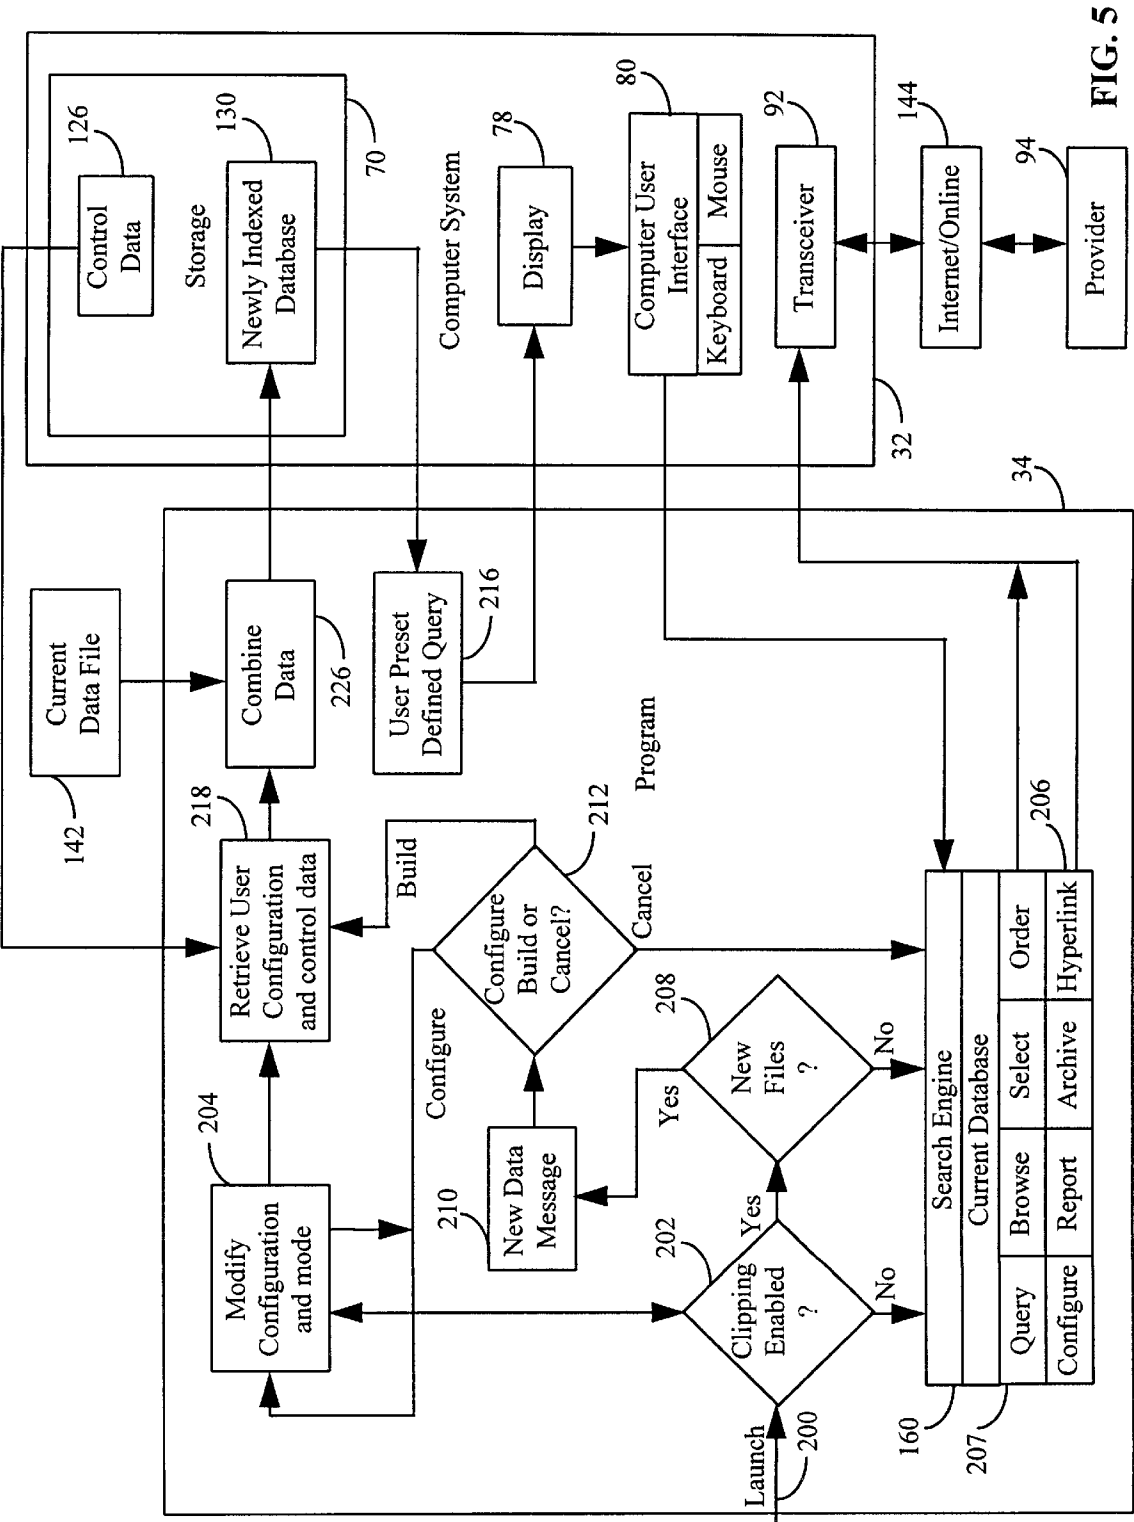 126
Control
Data
Storage
130
Newly Indexed
Database
70
Computer System
78
Display
80
Computer User
Interface
Keyboard
Mouse
92
Transceiver
144
Internet/Online
94
Provider
FIG. 5
32
34
Current
Data File
142
218
Retrieve User
Configuration
and control data
Combine
Data
226
User Preset
Defined Query
216
Program
204
Modify
Configuration
and mode
Build
Configure
Configure
Build or
Cancel?
212
Cancel
210
New Data
Message
Yes
208
New
Files
?
No
202
Clipping
Enabled
?
Yes
No
Launch
200
160
Search Engine
Current Database
207
Query
Browse
Select
Order
Configure
Report
Archive
Hyperlink
206